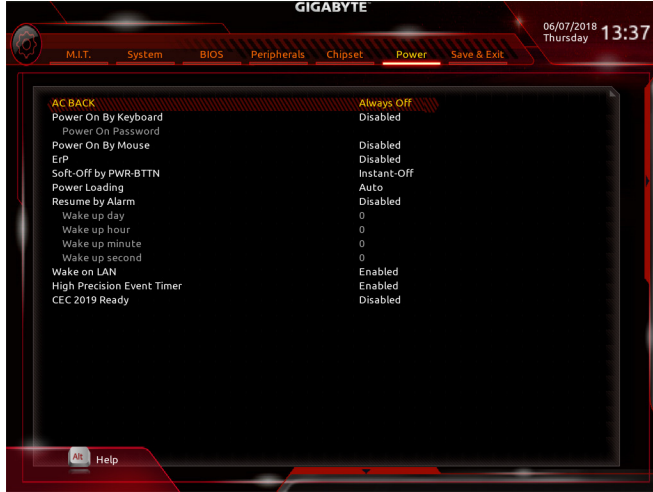 GIGABYTE™
06/07/2018 13:37
Thursday
M.I.T. System BIOS Peripherals Chipset Power Save & Exit
AC BACK Always Off
Power On By Keyboard Disabled
Power On Password
Power On By Mouse Disabled
ErP Disabled
Soft-Off by PWR-BTTN Instant-Off
Power Loading Auto
Resume by Alarm Disabled
Wake up day 0
Wake up hour 0
Wake up minute 0
Wake up second 0
Wake on LAN Enabled
High Precision Event Timer Enabled
CEC 2019 Ready Disabled
Alt Help